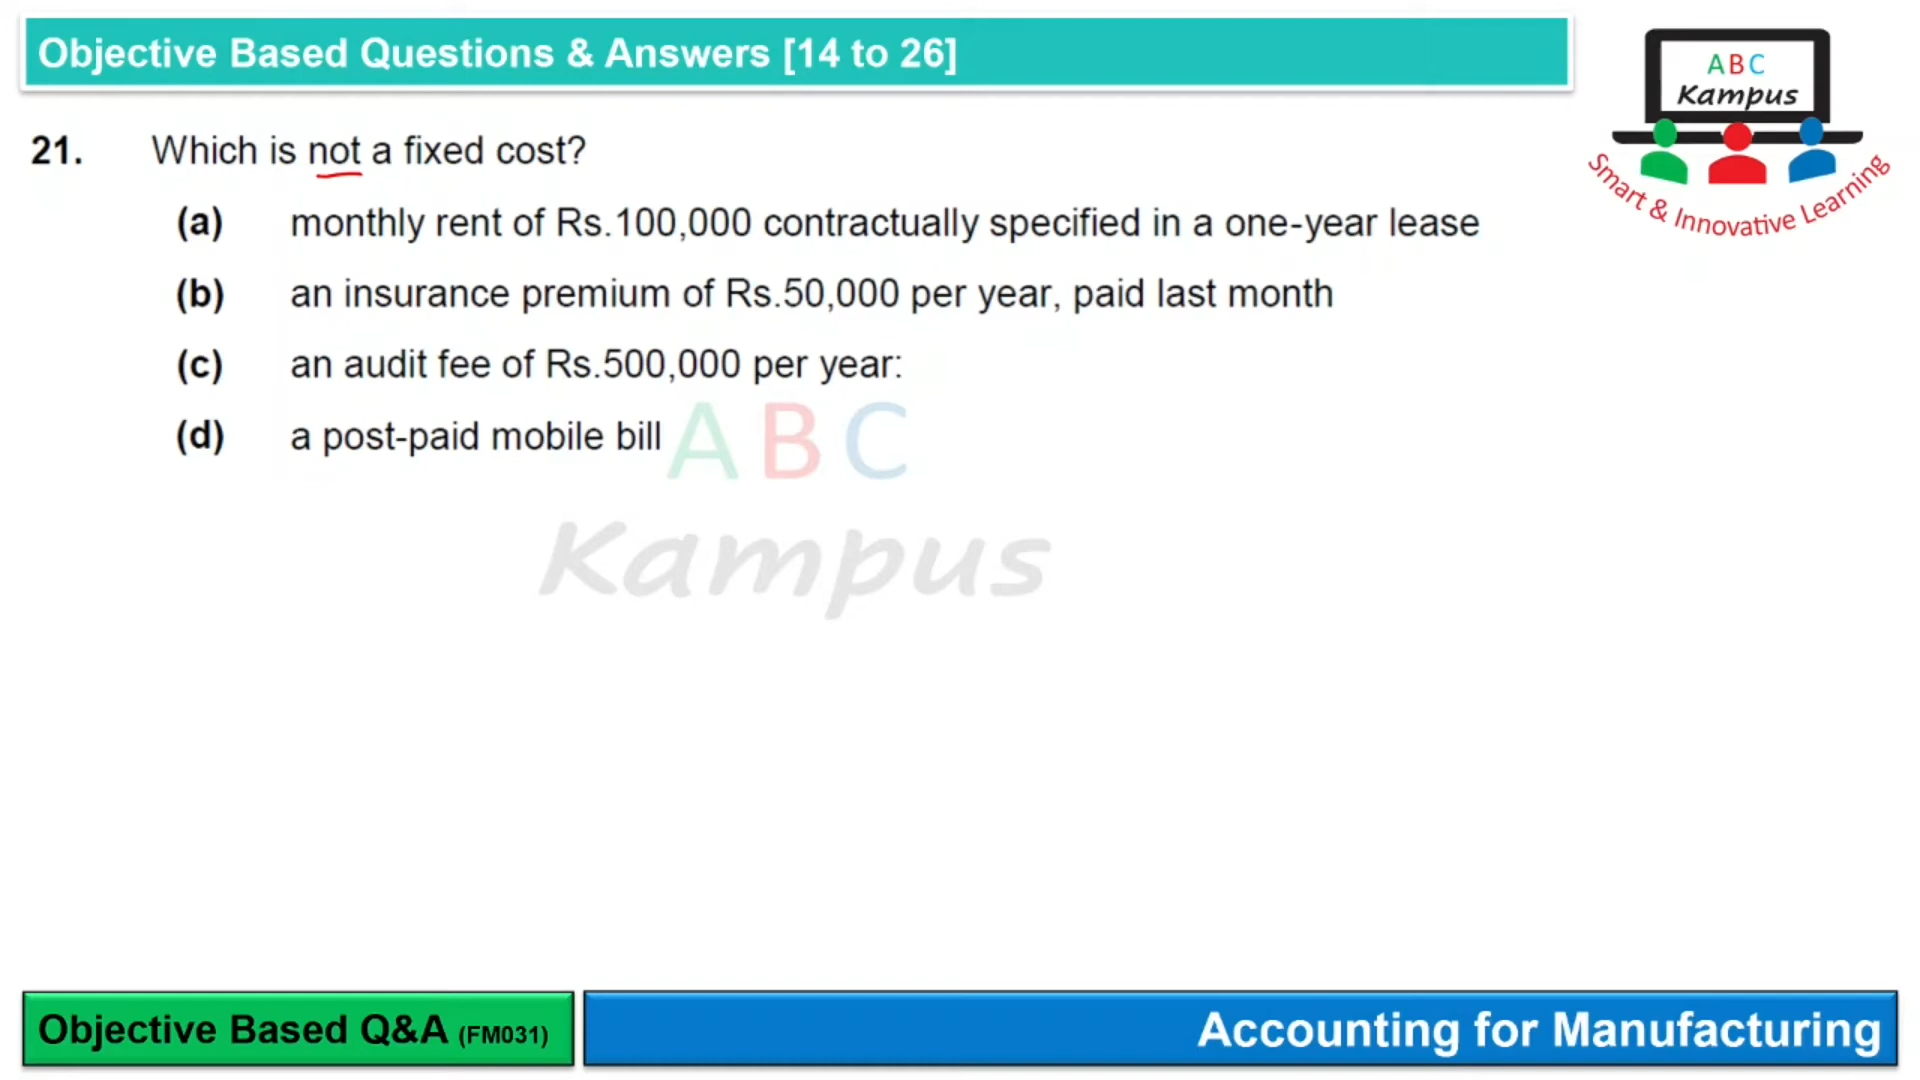 Objective Based Questions & Answers [14 to 26]
ABC
Kampus
Smart & Innovative Learning
21. Which is not a fixed cost?
(a) monthly rent of Rs.100,000 contractually specified in a one-year lease
(b) an insurance premium of Rs.50,000 per year, paid last month
(c) an audit fee of Rs.500,000 per year:
(d) a post-paid mobile bill
ABC
Kampus
Objective Based Q&A (FM031)
Accounting for Manufacturing